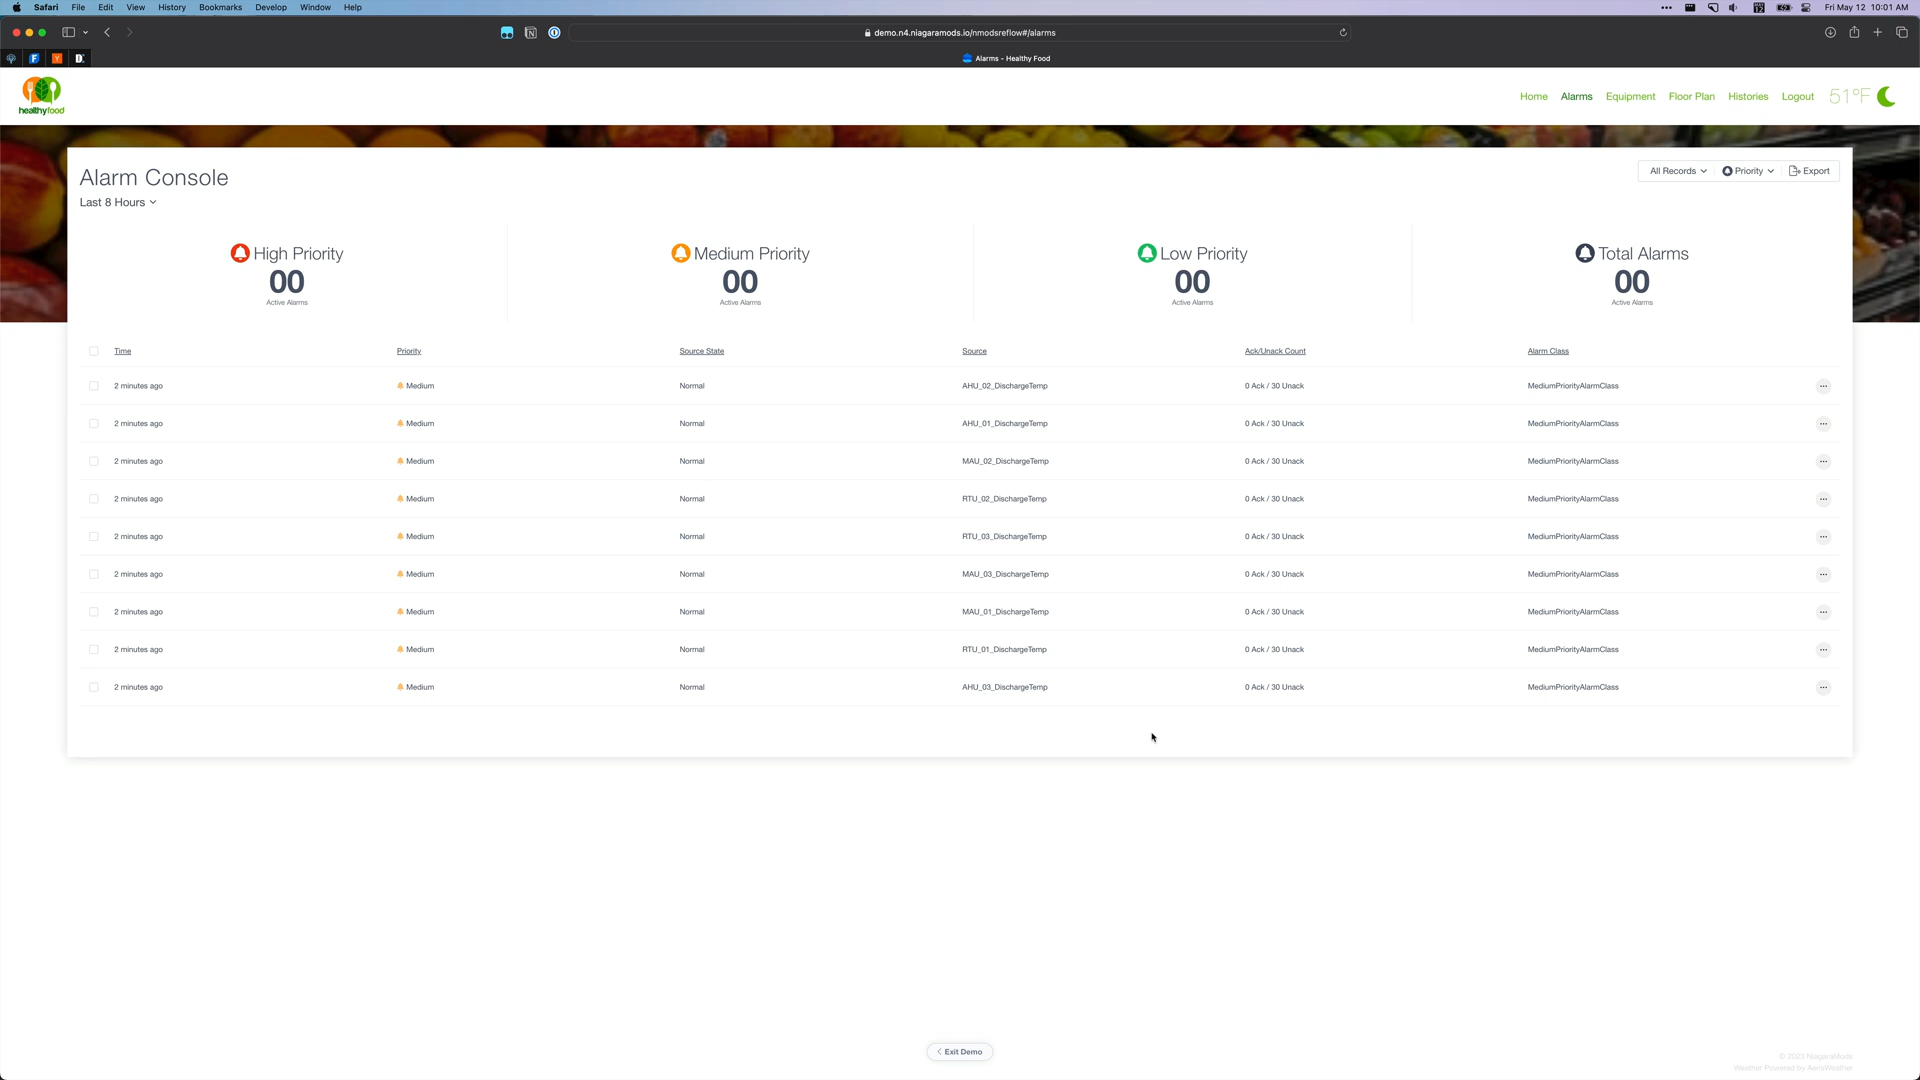 Safari File Edit View History Bookmarks Develop Window Help
Fri May 12 10:01 AM
demo.n4.niagaramods.io/nmodsreflow#/alarms
Alarms - Healthy Food
healthyfood
Home Alarms Equipment Floor Plan Histories Logout 51°F
Alarm Console
All Records Priority Export
Last 8 Hours
High Priority Medium Priority Low Priority Total Alarms
00 00 00 00
Active Alarms Active Alarms Active Alarms Active Alarms
Time Priority Source State Source Ack/Unack Count Alarm Class
2 minutes ago Medium Normal AHU_02_DischargeTemp 0 Ack / 30 Unack MediumPriorityAlarmClass
2 minutes ago Medium Normal AHU_01_DischargeTemp 0 Ack / 30 Unack MediumPriorityAlarmClass
2 minutes ago Medium Normal MAU_02_DischargeTemp 0 Ack / 30 Unack MediumPriorityAlarmClass
2 minutes ago Medium Normal RTU_02_DischargeTemp 0 Ack / 30 Unack MediumPriorityAlarmClass
2 minutes ago Medium Normal RTU_03_DischargeTemp 0 Ack / 30 Unack MediumPriorityAlarmClass
2 minutes ago Medium Normal MAU_03_DischargeTemp 0 Ack / 30 Unack MediumPriorityAlarmClass
2 minutes ago Medium Normal MAU_01_DischargeTemp 0 Ack / 30 Unack MediumPriorityAlarmClass
2 minutes ago Medium Normal RTU_01_DischargeTemp 0 Ack / 30 Unack MediumPriorityAlarmClass
2 minutes ago Medium Normal AHU_03_DischargeTemp 0 Ack / 30 Unack MediumPriorityAlarmClass
Exit Demo
© 2023 NiagaraMods
Weather Powered by AerisWeather